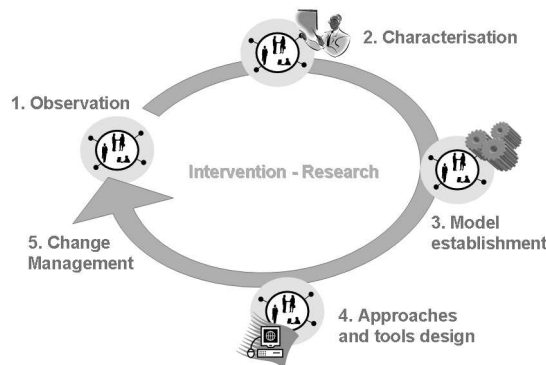 2. Characterisation
1. Observation
Intervention - Research
3. Model
establishment
5. Change
Management
4. Approaches
and tools design